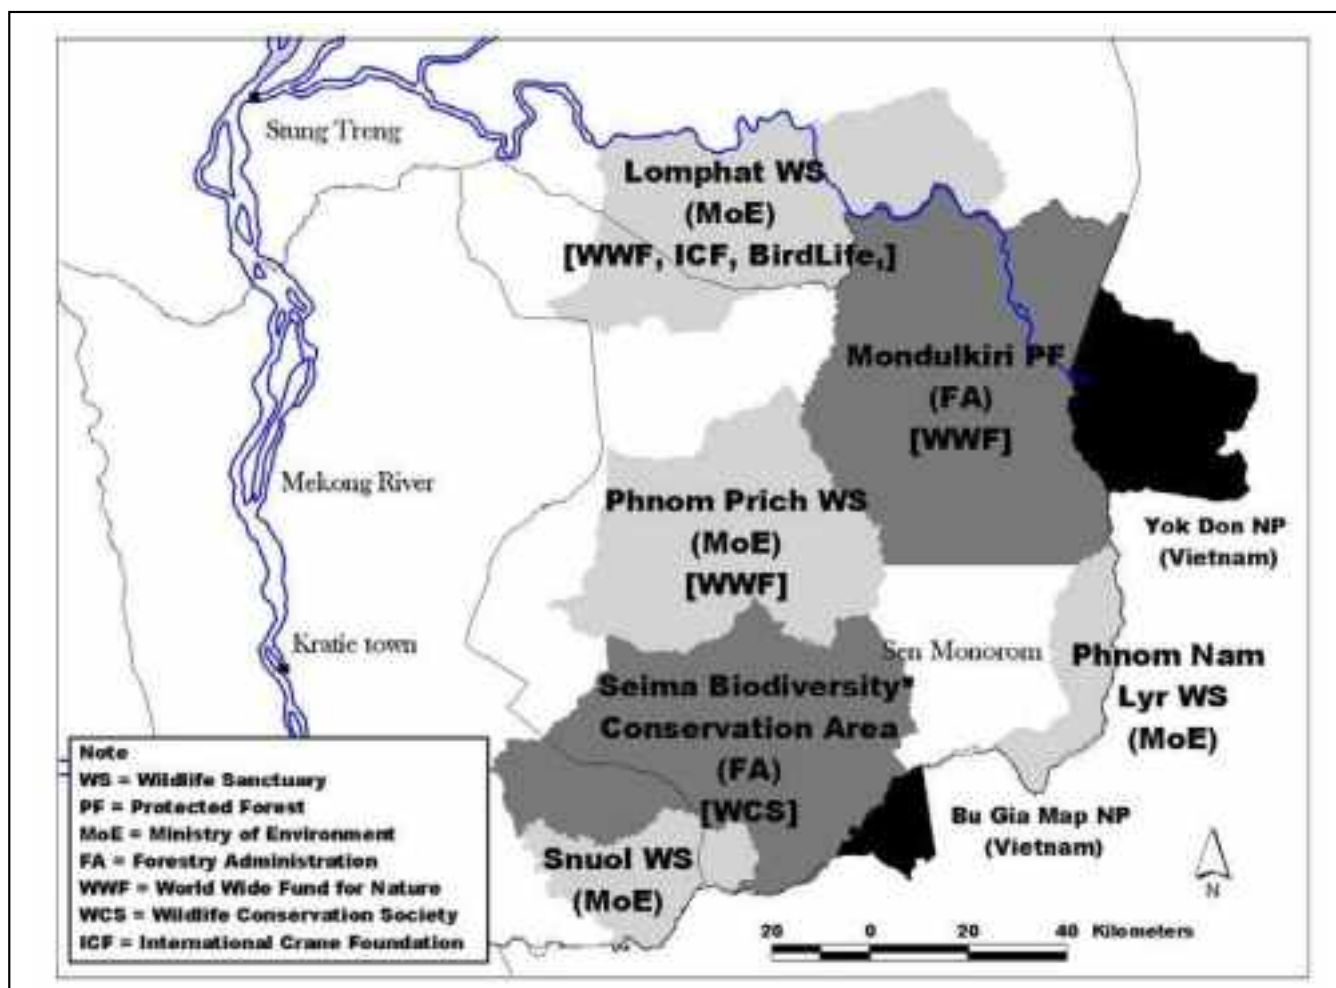 Stung Treng
Lomphat WS
(MoE)
[WWF, ICF, BirdLife,]
Mondulkiri PF
(FA)
[WWF]
Mekong River
Phnom Prich WS
(MoE)
[WWF]
Yok Don NP
(Vietnam)
Kratie town
Sen Monorom
Phnom Nam
Lyr WS
(MoE)
Seima Biodiversity
Conservation Area
(FA)
[WCS]
Bu Gia Map NP
(Vietnam)
Snuol WS
(MoE)
Note
WS = Wildlife Sanctuary
PF = Protected Forest
MoE = Ministry of Environment
FA = Forestry Administration
WWF = World Wide Fund for Nature
WCS = Wildlife Conservation Society
ICF = International Crane Foundation
N
20 0 20 40 Kilometers